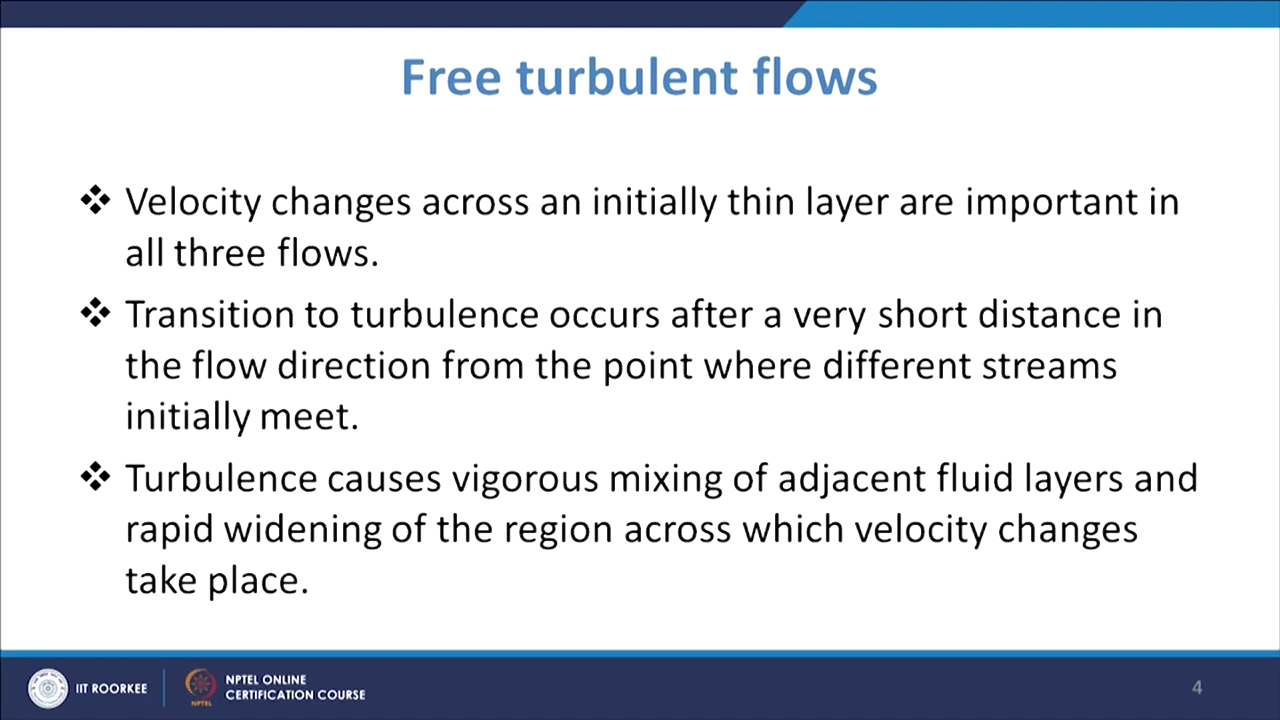 Free turbulent flows
❖ Velocity changes across an initially thin layer are important in
all three flows.
❖ Transition to turbulence occurs after a very short distance in
the flow direction from the point where different streams
initially meet.
❖ Turbulence causes vigorous mixing of adjacent fluid layers and
rapid widening of the region across which velocity changes
take place.
IIT ROORKEE
NPTEL
NPTEL ONLINE
CERTIFICATION COURSE
4